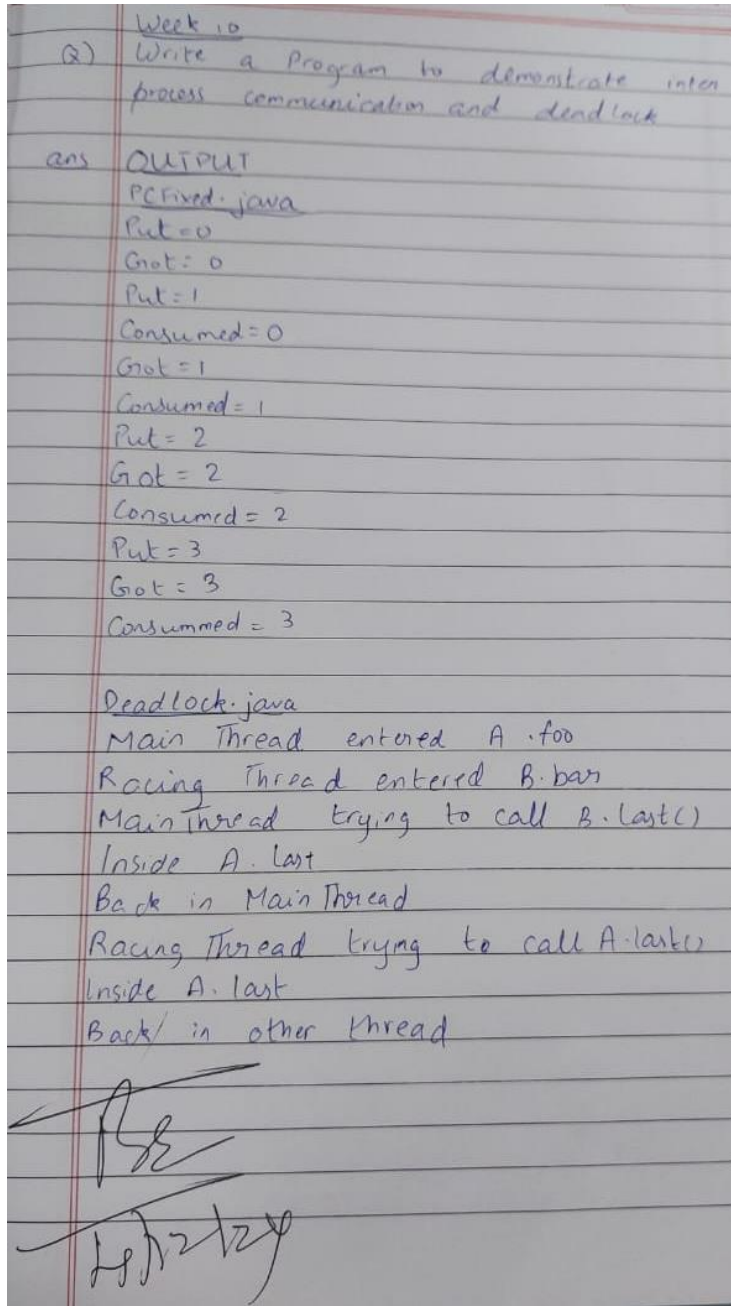 Week 10
Q) Write a Program to demonstrate inter
process communication and deadlock
ans OUTPUT
PCFixed.java
Put=0
Got: 0
Put=1
Consumed=0
Got=1
Consumed=1
Put=2
Got=2
Consumed=2
Put=3
Got=3
Consummed=3
Deadlock.java
Main Thread entered A.foo
Racing Thread entered B.bar
Main Thread trying to call B.last()
Inside A.last
Back in Main Thread
Racing Thread trying to call A.last()
Inside A.last
Back in other thread